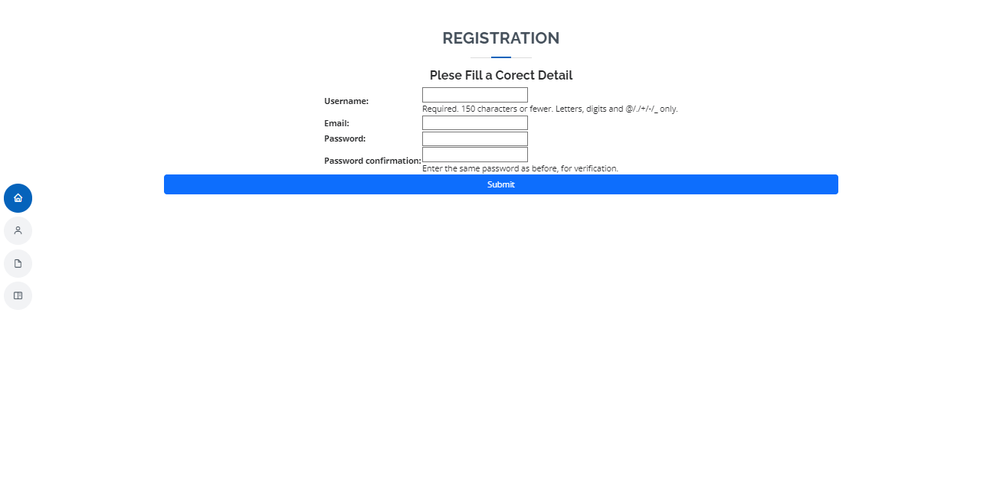 REGISTRATION
Plese Fill a Corect Detail
Username:
Required. 150 characters or fewer. Letters, digits and @/./+/-/_ only.
Email:
Password:
Password confirmation:
Enter the same password as before, for verification.
Submit